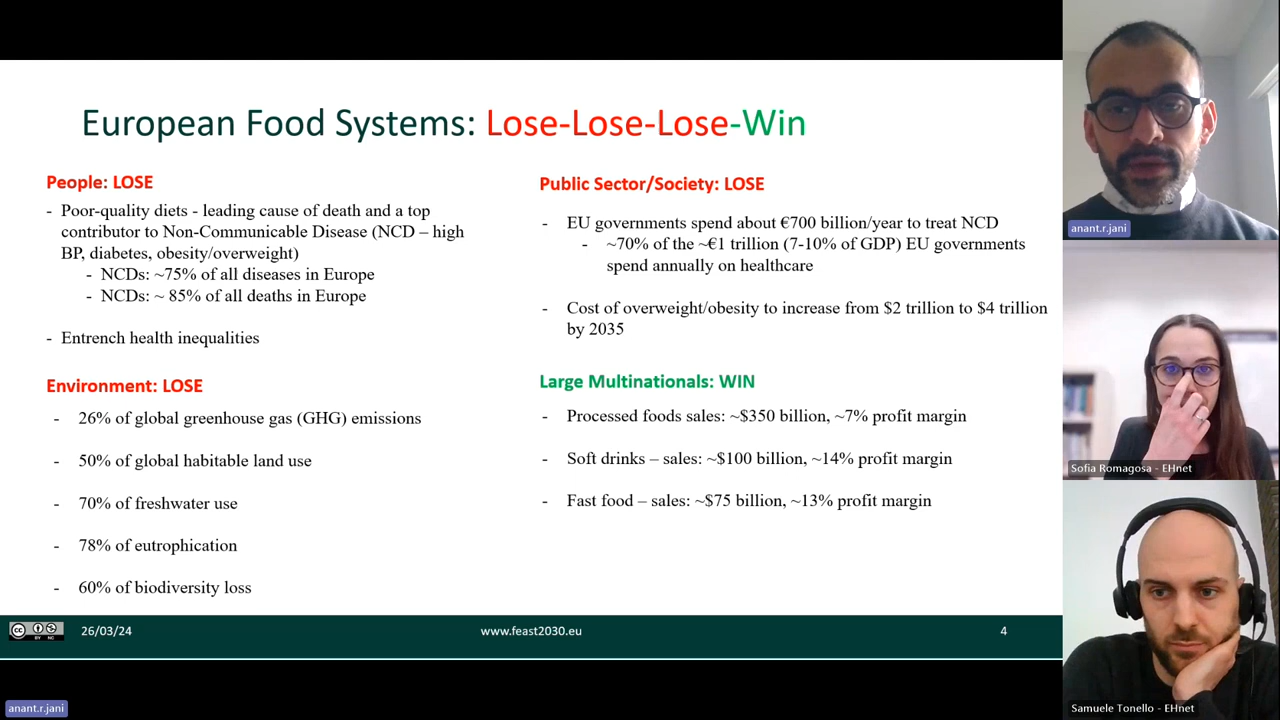 European Food Systems: Lose-Lose-Lose-Win
People: LOSE
- Poor-quality diets - leading cause of death and a top
contributor to Non-Communicable Disease (NCD – high
BP, diabetes, obesity/overweight)
- NCDs: ~75% of all diseases in Europe
- NCDs: ~ 85% of all deaths in Europe
- Entrench health inequalities
Environment: LOSE
- 26% of global greenhouse gas (GHG) emissions
- 50% of global habitable land use
- 70% of freshwater use
- 78% of eutrophication
- 60% of biodiversity loss
Public Sector/Society: LOSE
- EU governments spend about €700 billion/year to treat NCD
- ~70% of the ~€1 trillion (7-10% of GDP) EU governments
spend annually on healthcare
- Cost of overweight/obesity to increase from $2 trillion to $4 trillion
by 2035
Large Multinationals: WIN
- Processed foods sales: ~$350 billion, ~7% profit margin
- Soft drinks – sales: ~$100 billion, ~14% profit margin
- Fast food – sales: ~$75 billion, ~13% profit margin
CC BY NC
26/03/24
www.feast2030.eu
4
anant.r.jani
anant.r.jani
Sofia Romagosa - EHnet
Samuele Tonello - EHnet